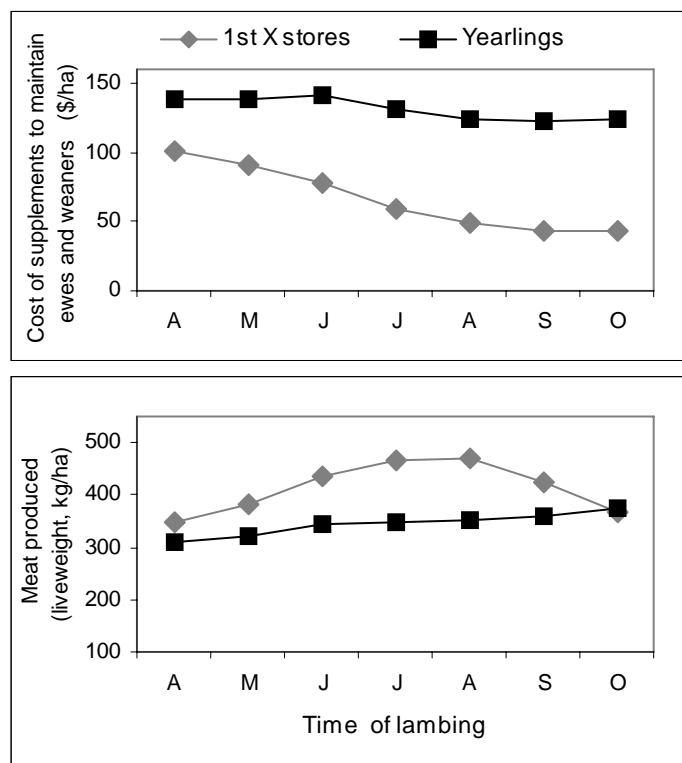 1st X stores Yearlings
Cost of supplements to maintain
ewes and weaners ($/ha)
150
100
50
0
A M J J A S O
Meat produced
(liveweight, kg/ha)
500
400
300
200
100
A M J J A S O
Time of lambing